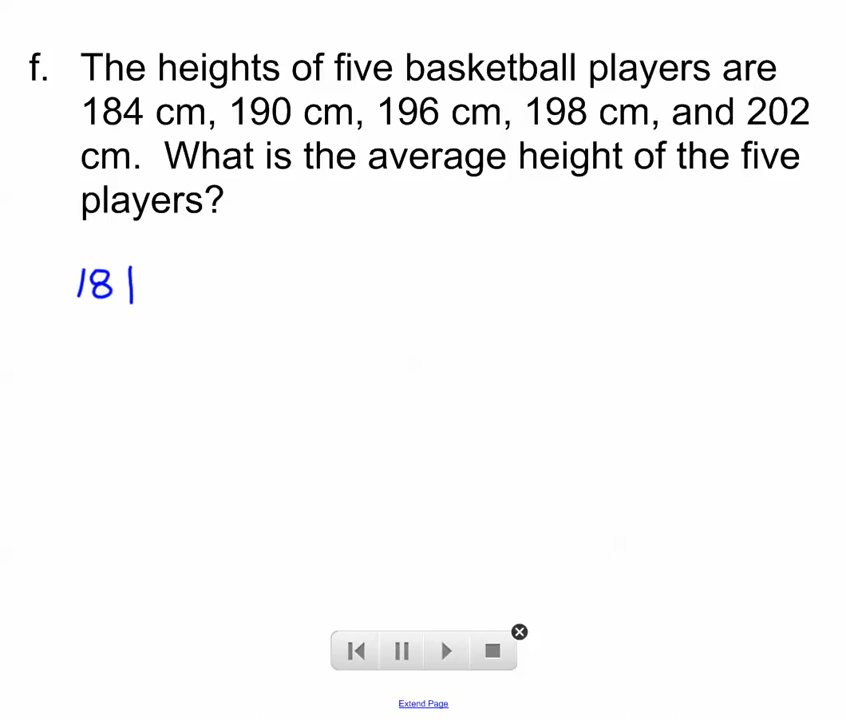 f. The heights of five basketball players are
184 cm, 190 cm, 196 cm, 198 cm, and 202
cm. What is the average height of the five
players?
18 |
Extend Page